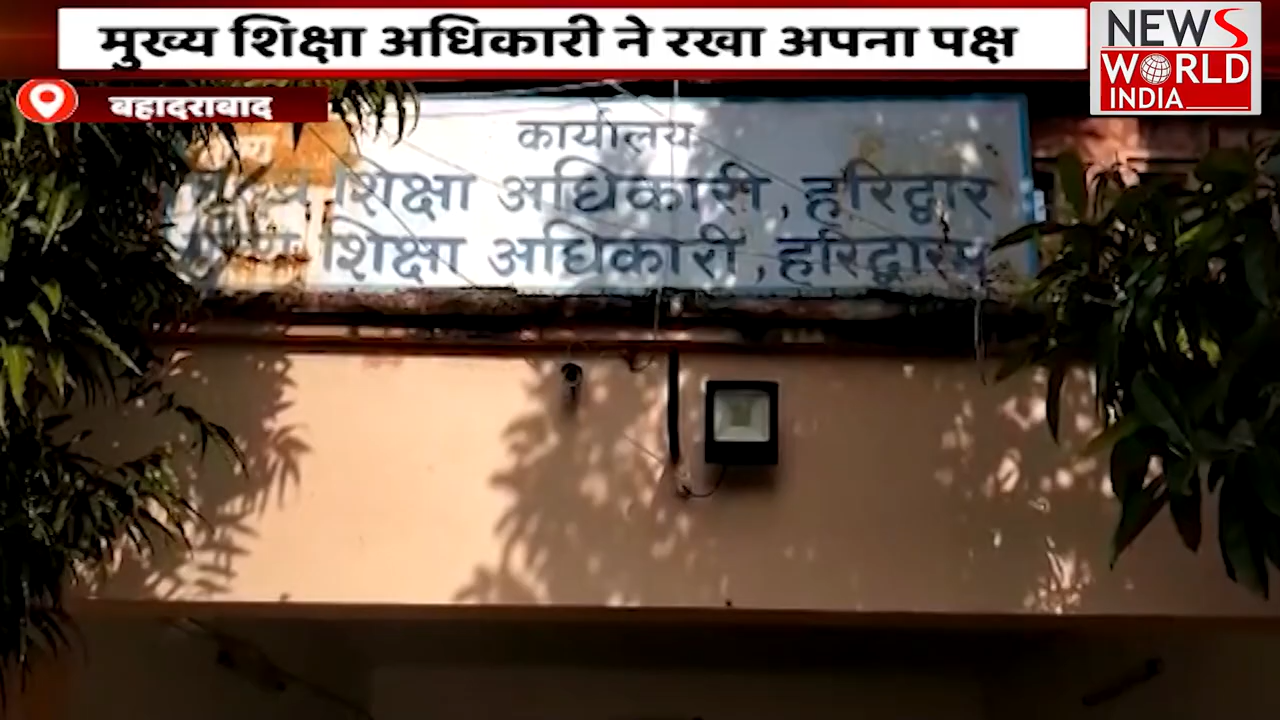 मुख्य शिक्षा अधिकारी ने रखा अपना पक्ष
NEWS
WORLD
INDIA
बहादराबाद
कार्यालय
शिक्षा अधिकारी, हरिद्वार
शिक्षा अधिकारी, हरिद्वार